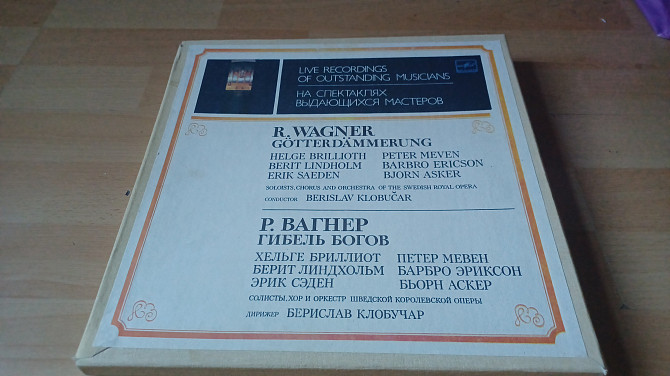 LIVE RECORDINGS
OF OUTSTANDING MUSICIANS
НА СПЕКТАКЛЯХ
ВЫДАЮЩИХСЯ МАСТЕРОВ
R. WAGNER
GÖTTERDÄMMERUNG
HELGE BRILLIOTH PETER MEVEN
BERIT LINDHOLM BARBRO ERICSON
ERIK SAEDEN BJORN ASKER
SOLOISTS, CHORUS AND ORCHESTRA OF THE SWEDISH ROYAL OPERA
CONDUCTOR BERISLAV KLOBUČAR
Р. ВАГНЕР
ГИБЕЛЬ БОГОВ
ХЕЛЬГЕ БРИЛЛИОТ ПЕТЕР МЕВЕН
БЕРИТ ЛИНДХОЛЬМ БАРБРО ЭРИКСОН
ЭРИК СЭДЕН БЬОРН АСКЕР
СОЛИСТЫ, ХОР И ОРКЕСТР ШВЕДСКОЙ КОРОЛЕВСКОЙ ОПЕРЫ
ДИРИЖЕР БЕРИСЛАВ КЛОБУЧАР